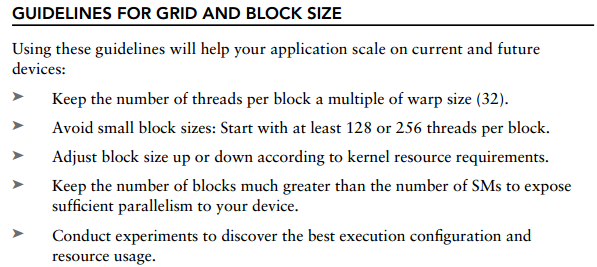 GUIDELINES FOR GRID AND BLOCK SIZE
Using these guidelines will help your application scale on current and future
devices:
➤ Keep the number of threads per block a multiple of warp size (32).
➤ Avoid small block sizes: Start with at least 128 or 256 threads per block.
➤ Adjust block size up or down according to kernel resource requirements.
➤ Keep the number of blocks much greater than the number of SMs to expose
sufficient parallelism to your device.
➤ Conduct experiments to discover the best execution configuration and
resource usage.